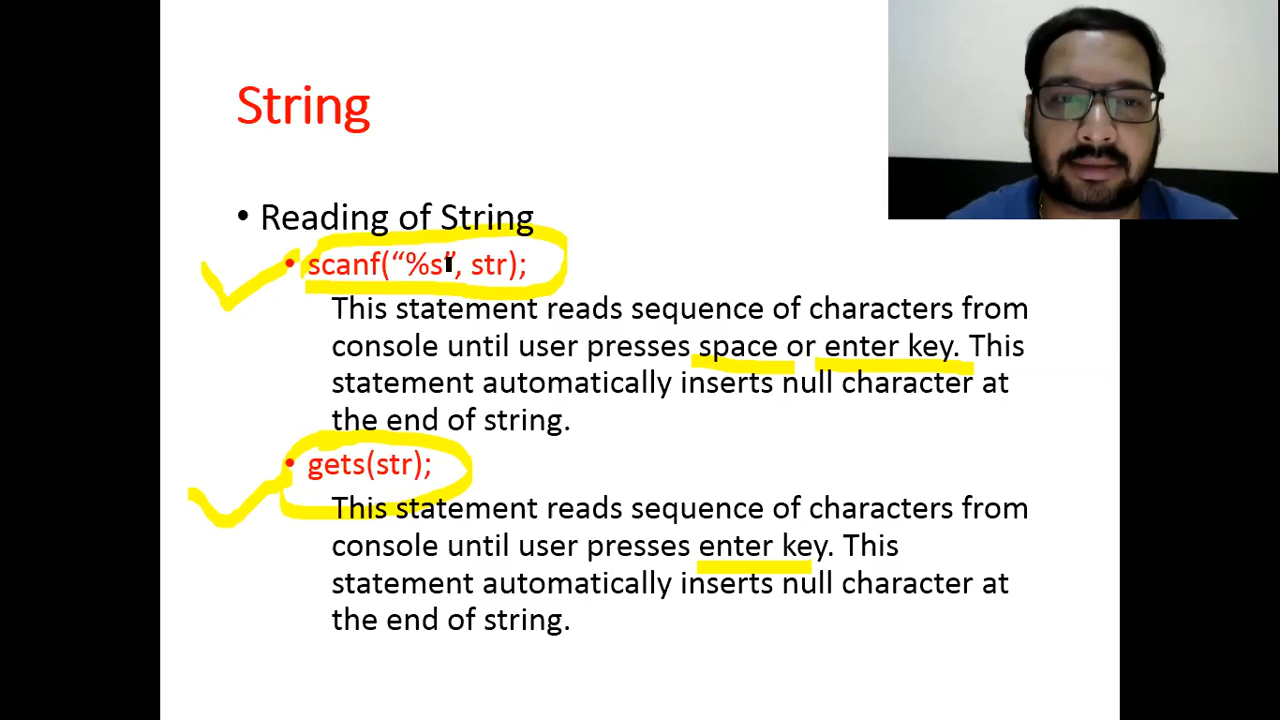 String
• Reading of String
• scanf(“%s”, str);
This statement reads sequence of characters from
console until user presses space or enter key. This
statement automatically inserts null character at
the end of string.
• gets(str);
This statement reads sequence of characters from
console until user presses enter key. This
statement automatically inserts null character at
the end of string.